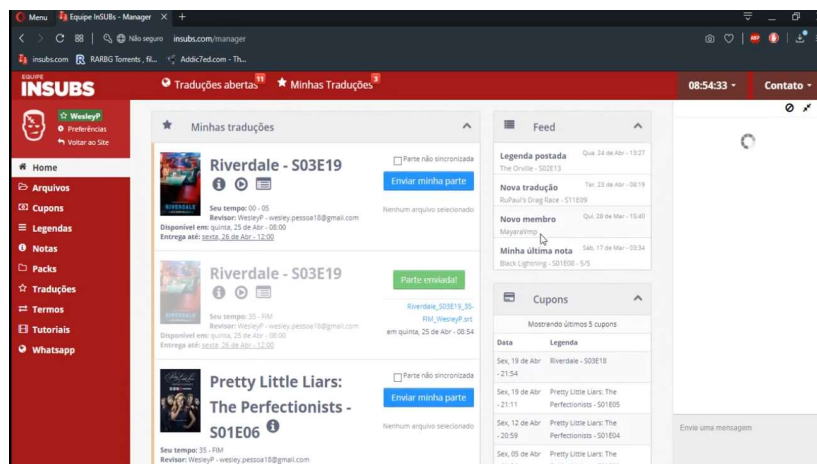 Menu
Equipe InSUBs - Manager
Não seguro insubs.com/manager
insubs.com
RARBG Torrents , fil...
Addic7ed.com - Th...
EQUIPE
INSUBS
Traduções abertas 11
Minhas Traduções 3
08:54:33
Contato
WesleyP
Preferências
Voltar ao Site
Home
Arquivos
Cupons
Legendas
Notas
Packs
Traduções
Termos
Tutoriais
Whatsapp
Minhas traduções
Riverdale - S03E19
Parte não sincronizada
Enviar minha parte
Nenhum arquivo selecionado
Seu tempo: 00 - 05
Revisor: WesleyP - wesley.pessoa18@gmail.com
Disponível em: quinta, 25 de Abr - 08:00
Entrega até: sexta, 26 de Abr - 12:00
Riverdale - S03E19
Parte enviada!
Riverdale_S03E19_35-
FIM_WesleyP.srt
em quinta, 25 de Abr - 08:54
Seu tempo: 35 - FIM
Revisor: WesleyP - wesley.pessoa18@gmail.com
Disponível em: quinta, 25 de Abr - 08:00
Entrega até: sexta, 26 de Abr - 12:00
Pretty Little Liars:
The Perfectionists -
S01E06
Parte não sincronizada
Enviar minha parte
Nenhum arquivo selecionado
Seu tempo: 35 - FIM
Revisor: WesleyP - wesley.pessoa18@gmail.com
Feed
Legenda postada Qua, 24 de Abr - 13:27
The Orville - S02E13
Nova tradução Ter, 23 de Abr - 08:19
RuPaul's Drag Race - S11E09
Novo membro Qui, 28 de Mar - 15:40
MayaraVmp
Minha última nota Sáb, 17 de Mar - 03:34
Black Lightning - S01E08 - 5/5
Cupons
Mostrando últimos 5 cupons
Data Legenda
Sex, 19 de Abr Riverdale - S03E18
- 21:54
Sex, 19 de Abr Pretty Little Liars: The
- 21:11 Perfectionists - S01E05
Sex, 12 de Abr Pretty Little Liars: The
- 20:59 Perfectionists - S01E04
Sex, 05 de Abr Pretty Little Liars: The
Envie uma mensagem